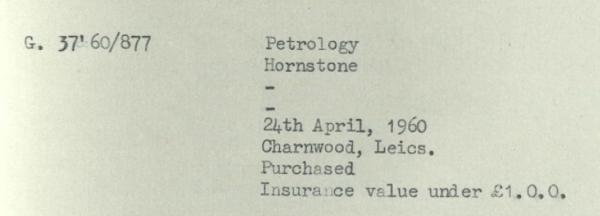 G. 37'60/877 Petrology
Hornstone
-
-
24th April, 1960
Charnwood, Leics.
Purchased
Insurance value under £1.0.0.